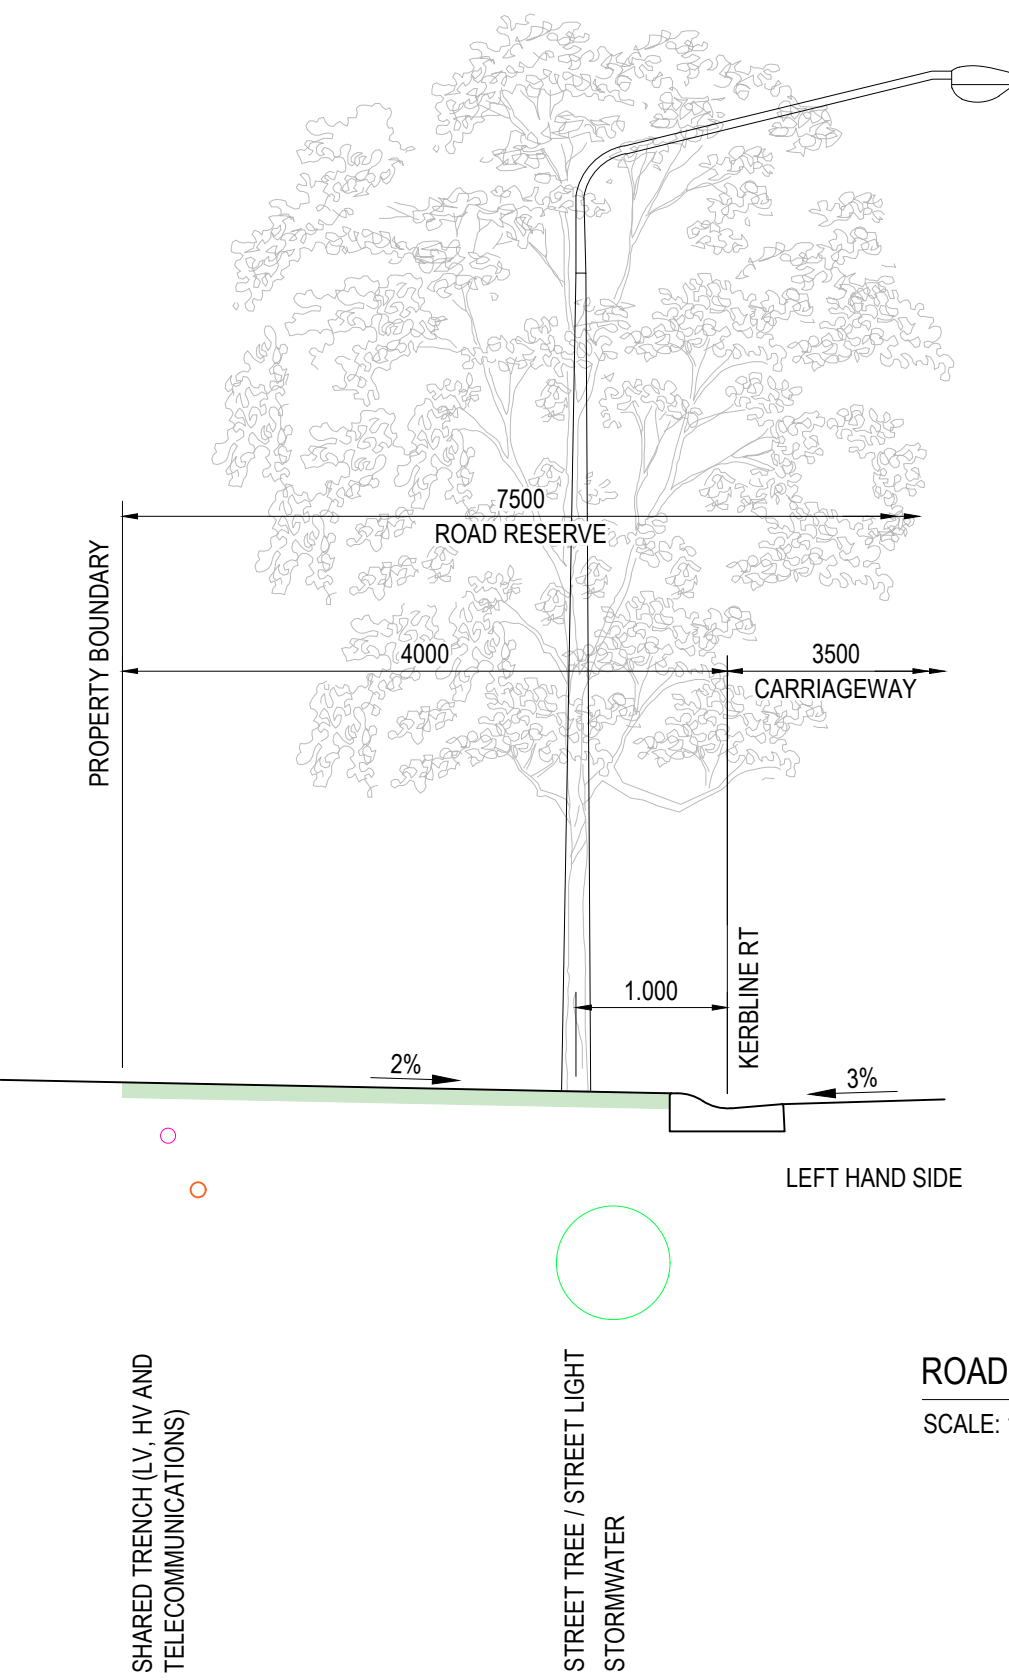 7500
ROAD RESERVE
PROPERTY BOUNDARY
4000
3500
CARRIAGEWAY
1.000
KERBLINE RT
2%
3%
LEFT HAND SIDE
SHARED TRENCH (LV, HV AND
TELECOMMUNICATIONS)
STREET TREE / STREET LIGHT
STORMWATER
ROAD
SCALE: